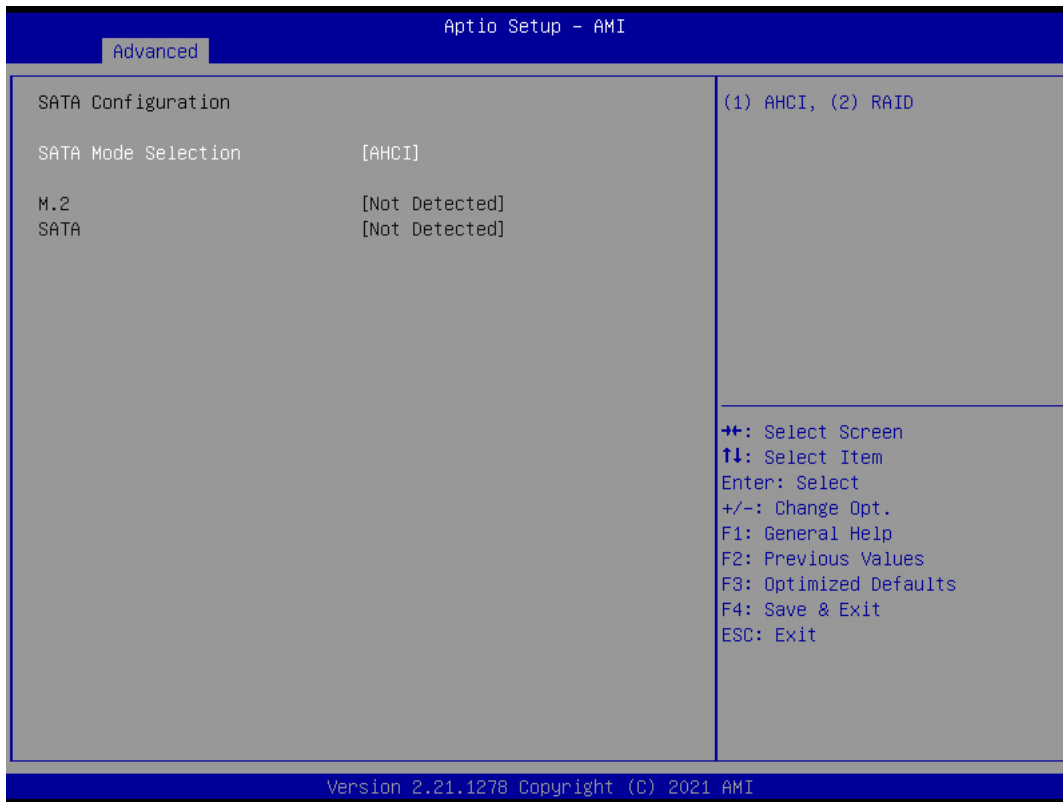 Aptio Setup – AMI
Advanced
SATA Configuration
SATA Mode Selection [AHCI]
M.2 [Not Detected]
SATA [Not Detected]
(1) AHCI, (2) RAID
→←: Select Screen
↑↓: Select Item
Enter: Select
+/-: Change Opt.
F1: General Help
F2: Previous Values
F3: Optimized Defaults
F4: Save & Exit
ESC: Exit
Version 2.21.1278 Copyright (C) 2021 AMI